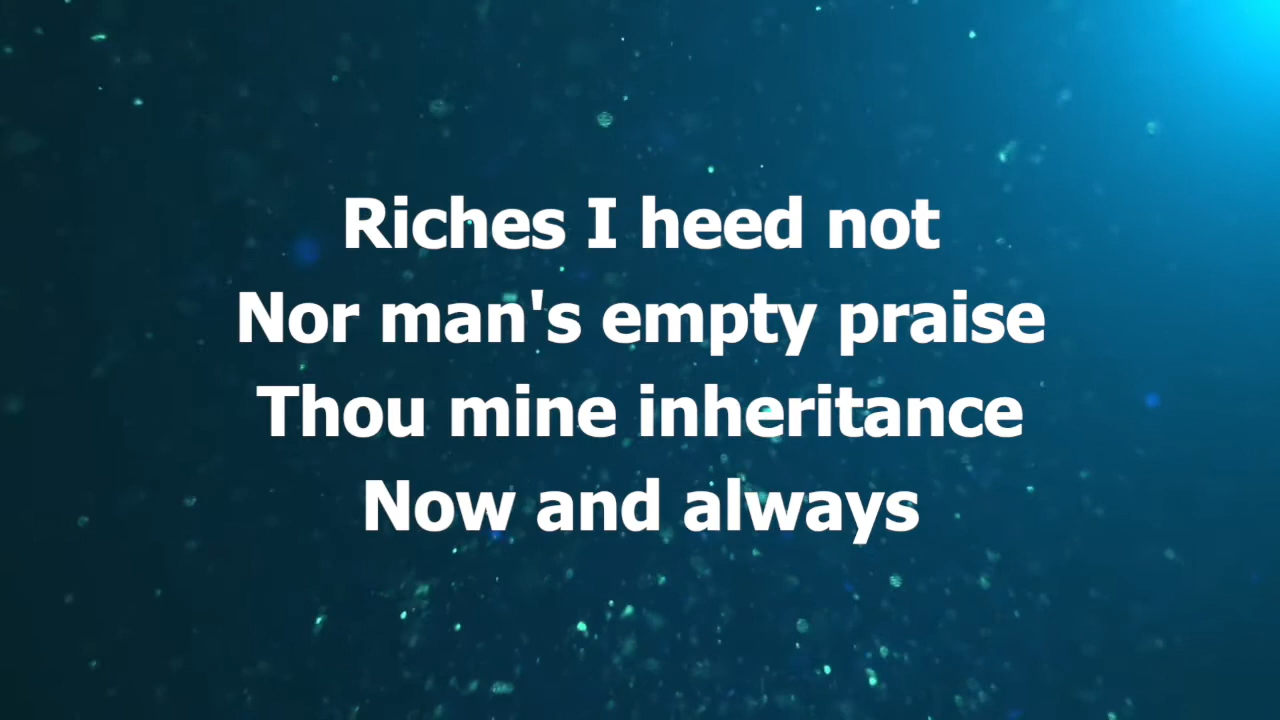 Riches I heed not
Nor man's empty praise
Thou mine inheritance
Now and always